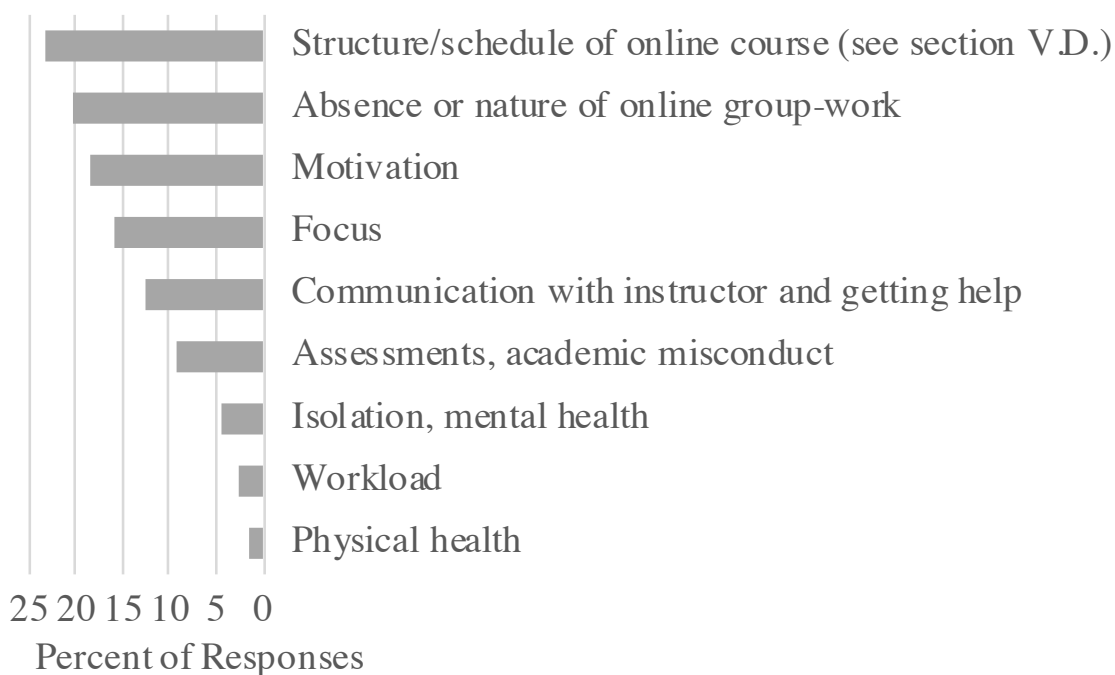 Structure/schedule of online course (see section V.D.)
Absence or nature of online group-work
Motivation
Focus
Communication with instructor and getting help
Assessments, academic misconduct
Isolation, mental health
Workload
Physical health
25 20 15 10 5 0
Percent of Responses